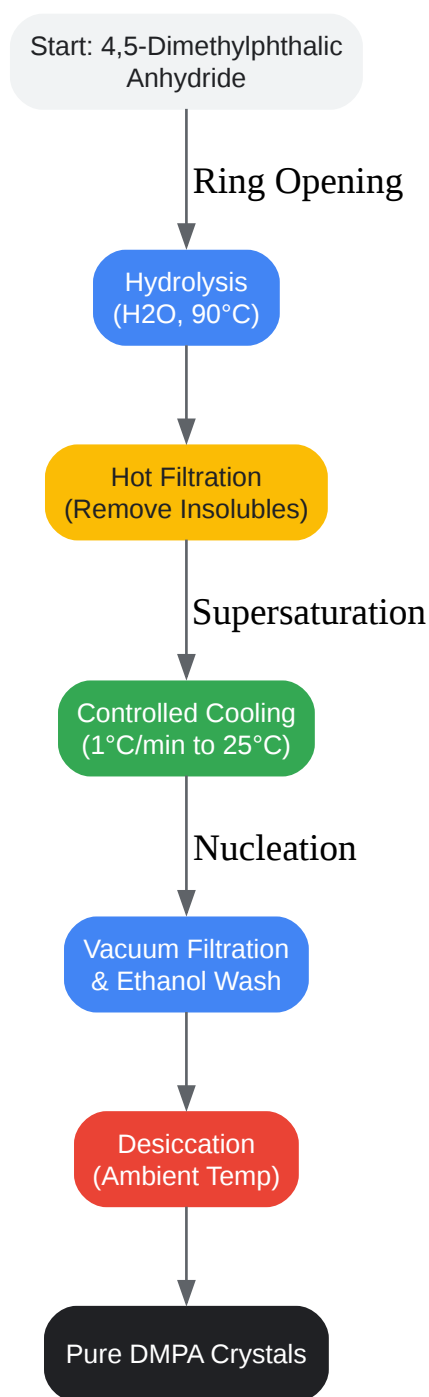 Start: 4,5-Dimethylphthalic
Anhydride
Ring Opening
Hydrolysis
(H2O, 90°C)
Hot Filtration
(Remove Insolubles)
Supersaturation
Controlled Cooling
(1°C/min to 25°C)
Nucleation
Vacuum Filtration
& Ethanol Wash
Desiccation
(Ambient Temp)
Pure DMPA Crystals